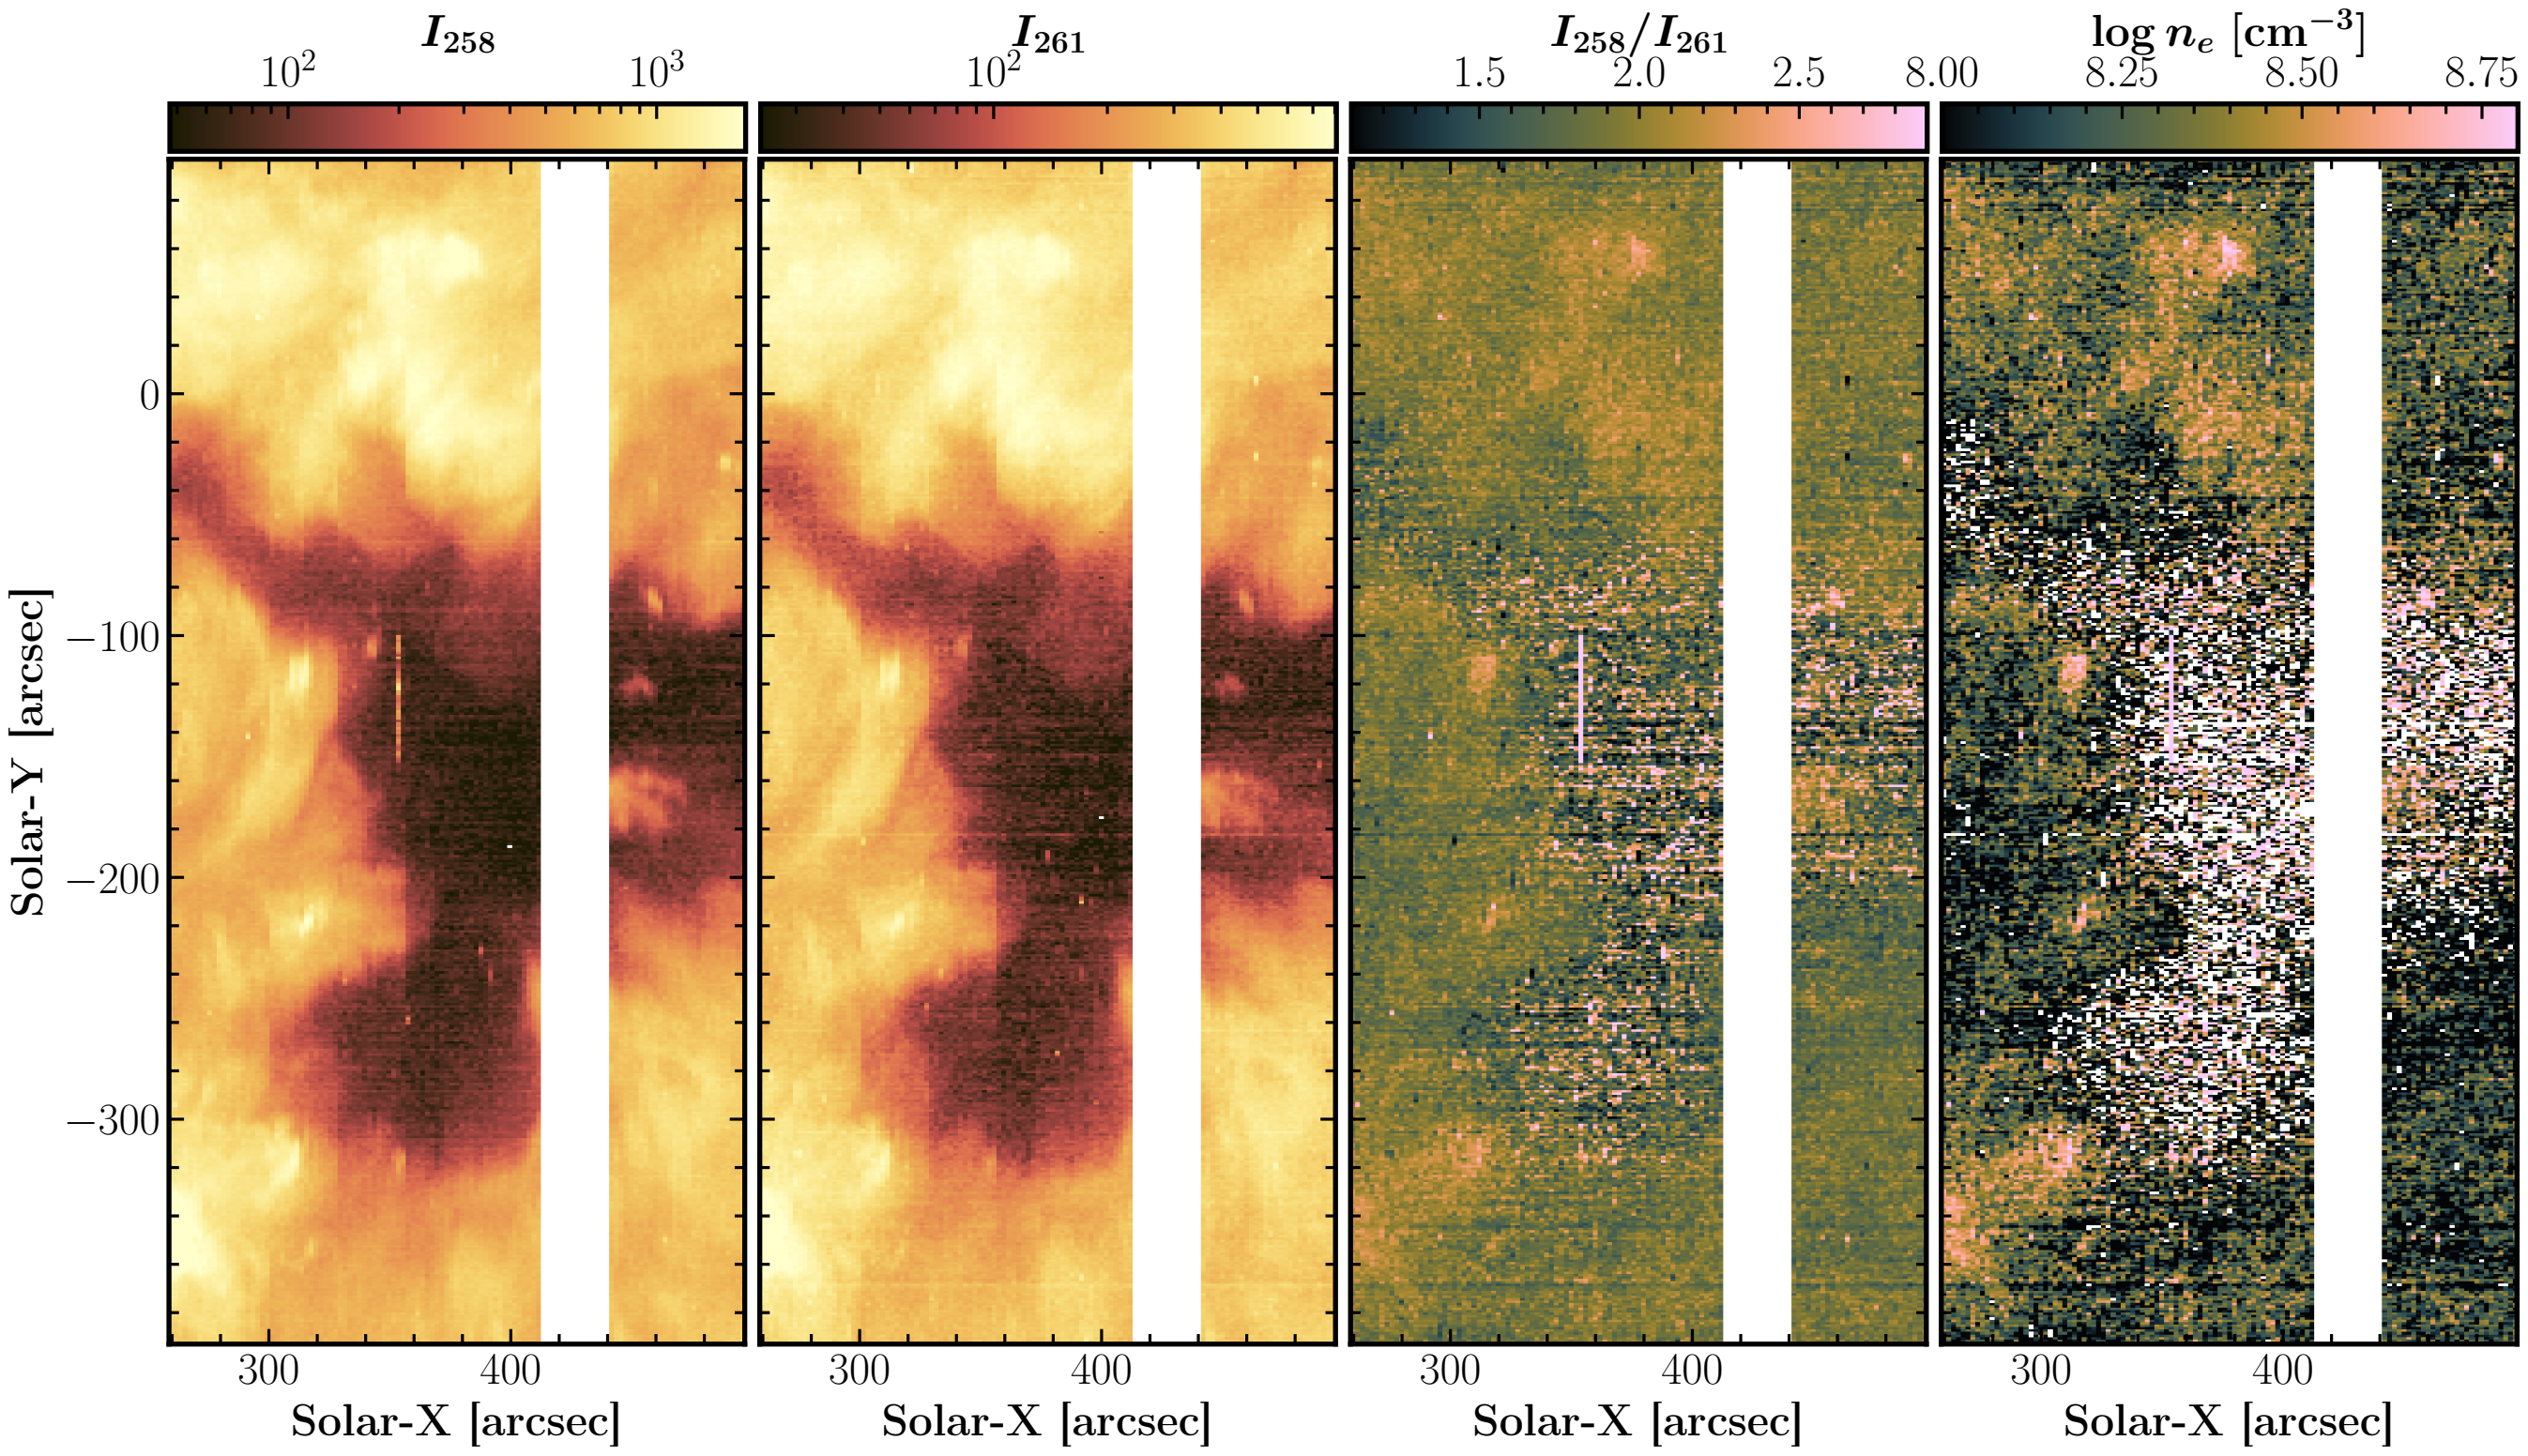 I₂₅₈ I₂₆₁ I₂₅₈/I₂₆₁ log nₑ [cm⁻³]
10² 10³ 10² 1.5 2.0 2.5 8.00 8.25 8.50 8.75
0
−100
−200
−300
Solar-Y [arcsec]
300 400 300 400 300 400 300 400
Solar-X [arcsec] Solar-X [arcsec] Solar-X [arcsec] Solar-X [arcsec]